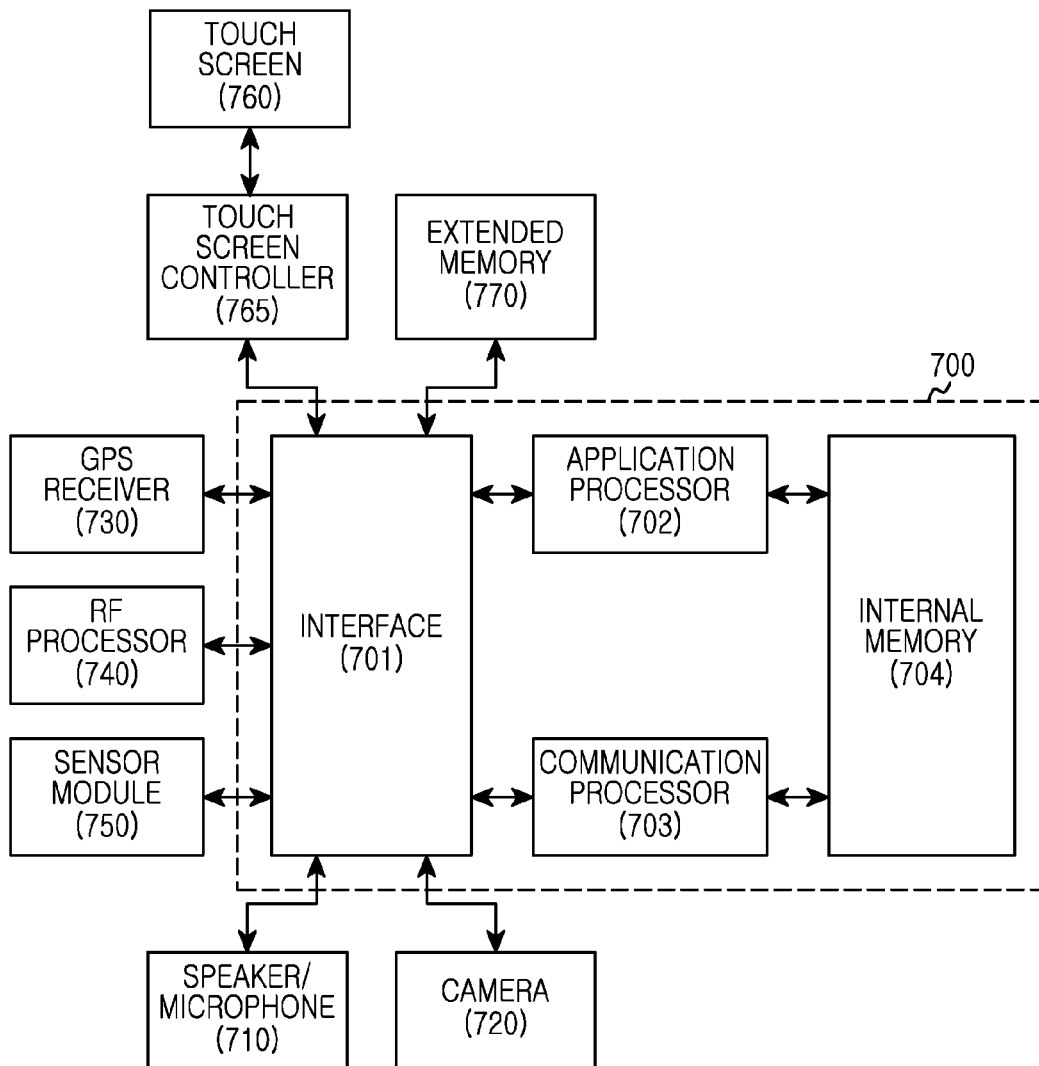 TOUCH
SCREEN
(760)
TOUCH
SCREEN
CONTROLLER
(765)
EXTENDED
MEMORY
(770)
700
GPS
RECEIVER
(730)
RF
PROCESSOR
(740)
SENSOR
MODULE
(750)
INTERFACE
(701)
APPLICATION
PROCESSOR
(702)
COMMUNICATION
PROCESSOR
(703)
INTERNAL
MEMORY
(704)
SPEAKER/
MICROPHONE
(710)
CAMERA
(720)